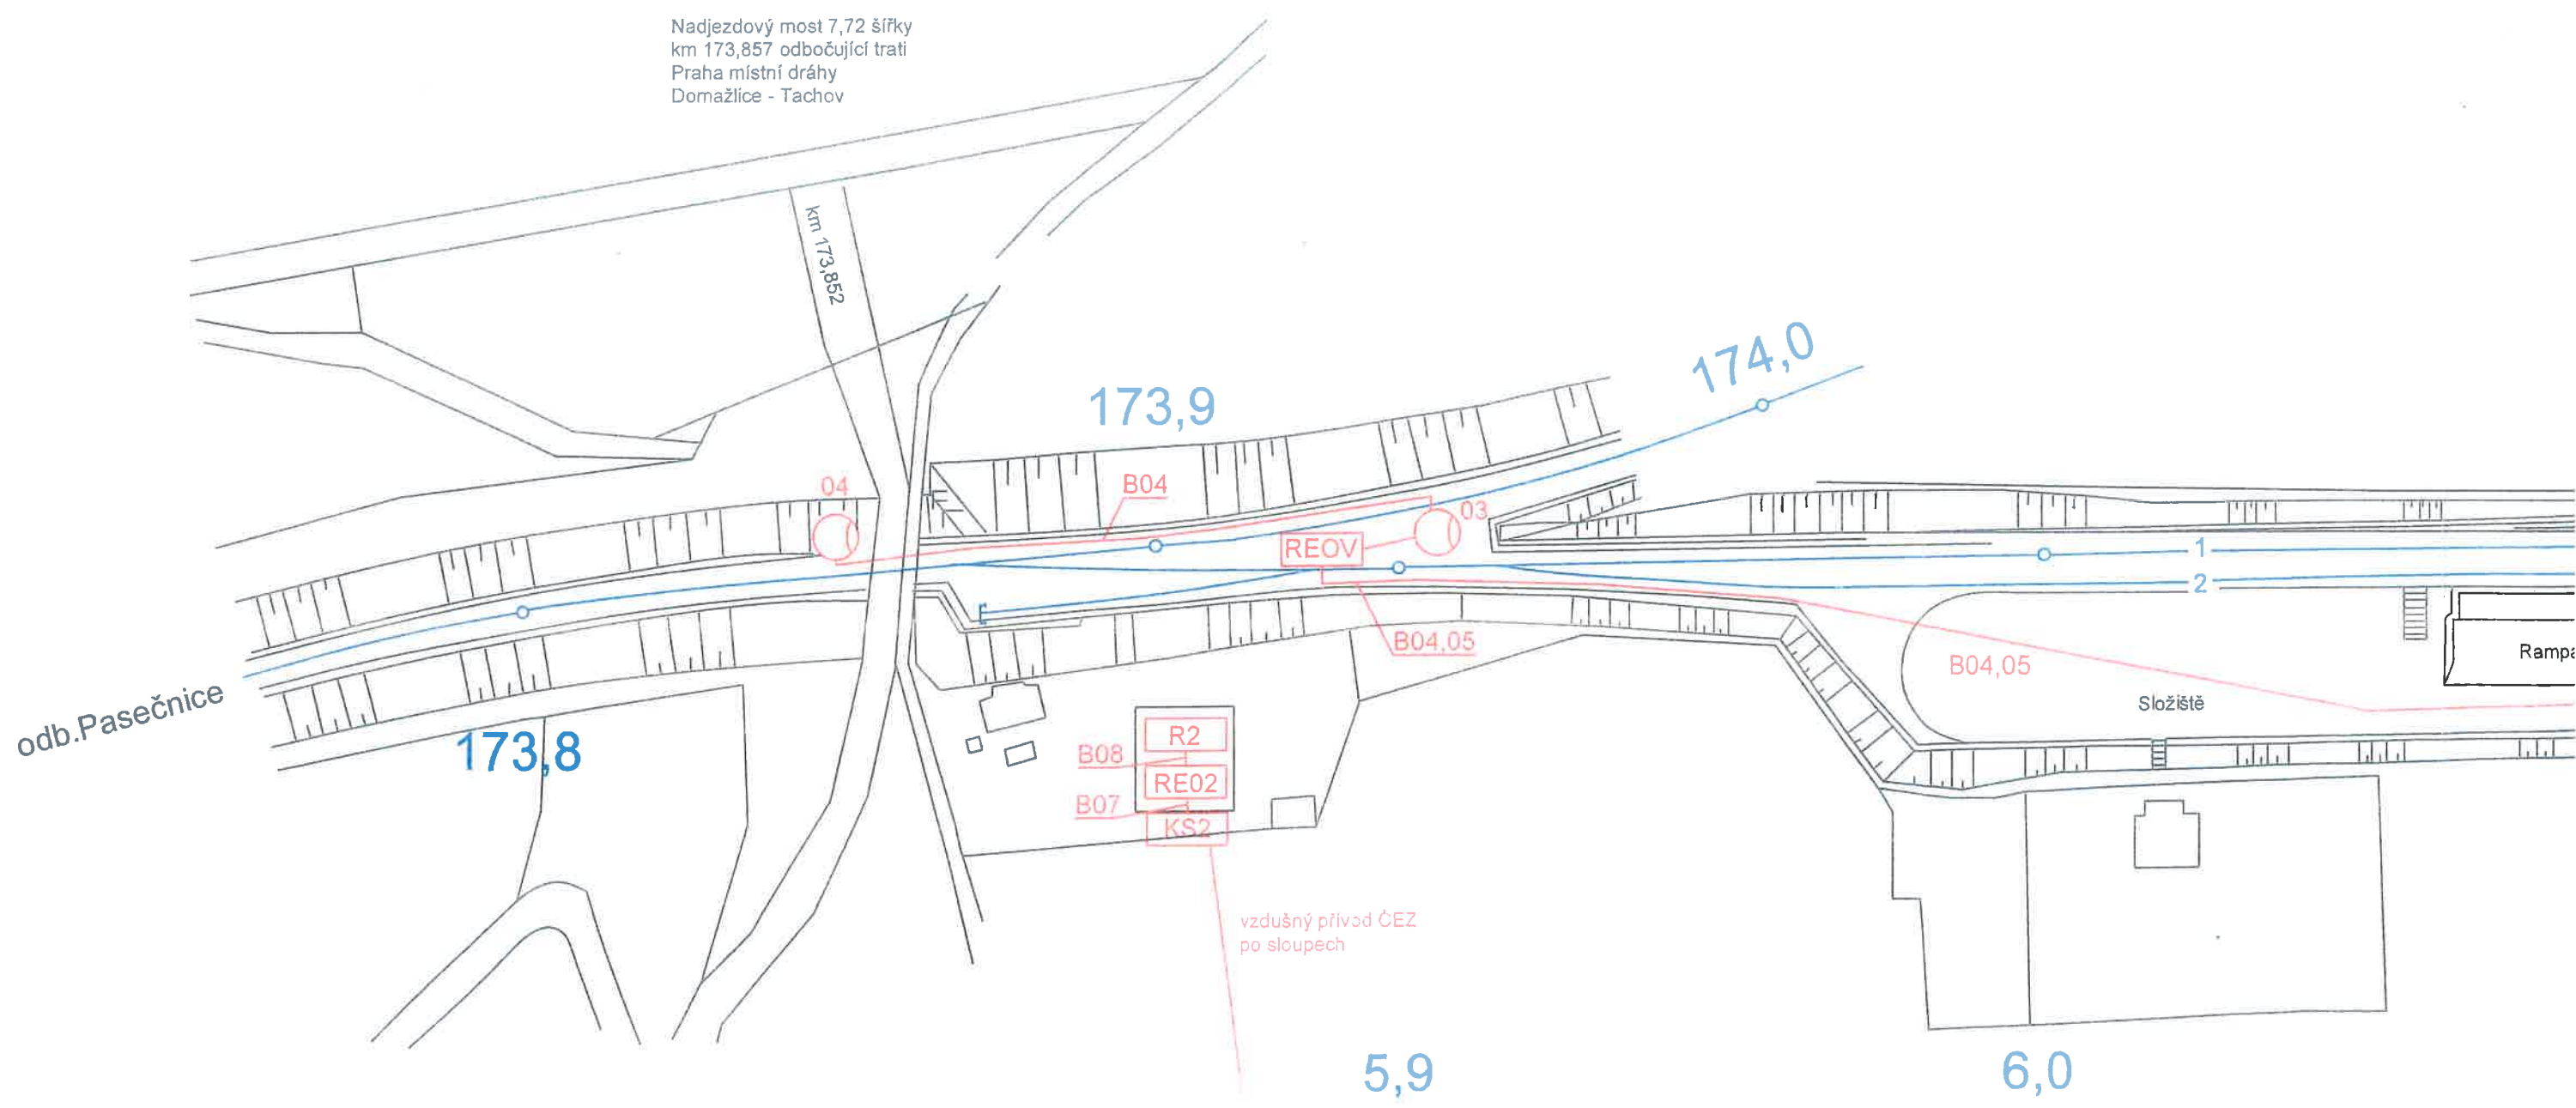 Nadjezdový most 7,72 šířky
km 173,857 odbočující trati
Praha místní dráhy
Domažlice - Tachov
km 173,852
174,0
173,9
04
B04
03
REOV
1
2
B04,05
B04,05
Rampa
Složiště
odb.Pasečnice
173,8
R2
B08
RE02
B07
KS2
vzdušný přívod ČEZ
po sloupech
5,9
6,0